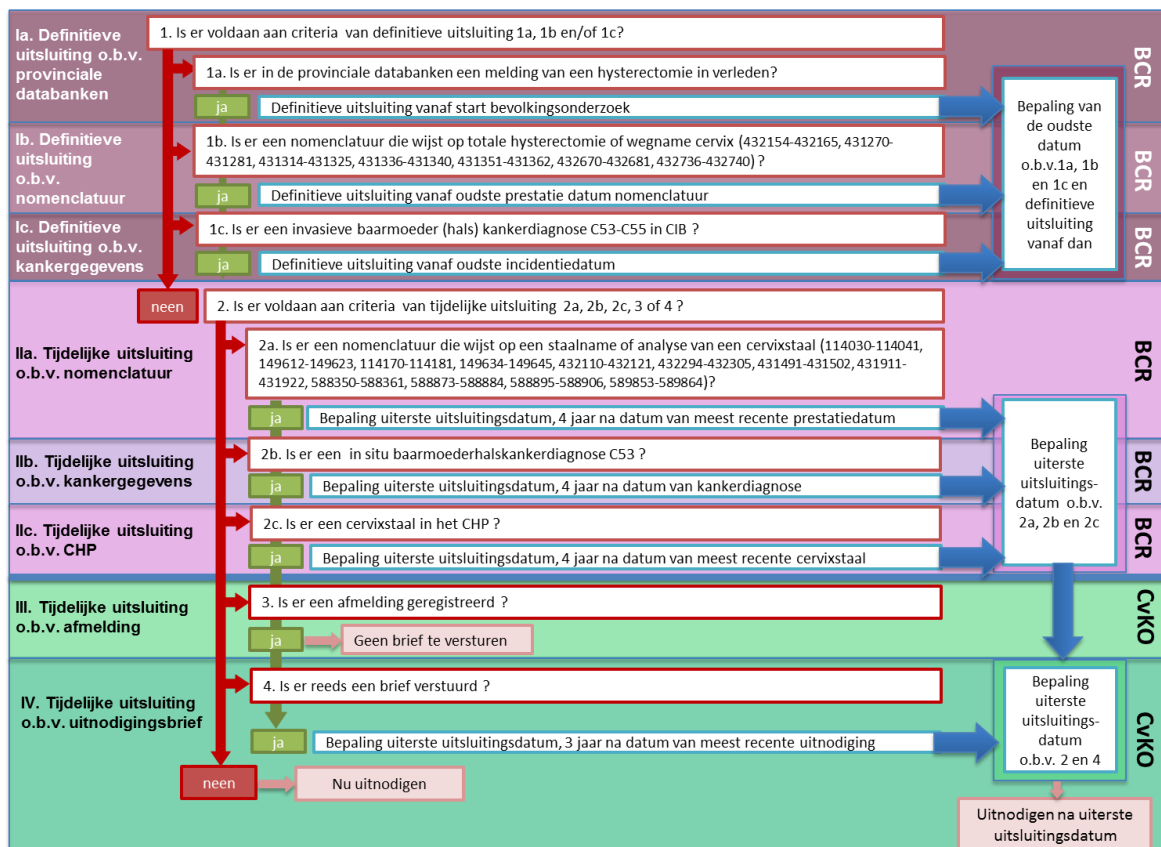 Ia. Definitieve
uitsluiting o.b.v.
provinciale
databanken
1. Is er voldaan aan criteria van definitieve uitsluiting 1a, 1b en/of 1c?
1a. Is er in de provinciale databanken een melding van een hysterectomie in verleden?
ja
Definitieve uitsluiting vanaf start bevolkingsonderzoek
BCR
Ib. Definitieve
uitsluiting
o.b.v.
nomenclatuur
1b. Is er een nomenclatuur die wijst op totale hysterectomie of wegname cervix (432154-432165, 431270-
431281, 431314-431325, 431336-431340, 431351-431362, 432670-432681, 432736-432740) ?
ja
Definitieve uitsluiting vanaf oudste prestatie datum nomenclatuur
BCR
Ic. Definitieve
uitsluiting o.b.v.
kankergegevens
1c. Is er een invasieve baarmoeder (hals) kankerdiagnose C53-C55 in CIB ?
ja
Definitieve uitsluiting vanaf oudste incidentiedatum
BCR
Bepaling van
de oudste
datum
o.b.v.1a, 1b
en 1c en
definitieve
uitsluiting
vanaf dan
neen
2. Is er voldaan aan criteria van tijdelijke uitsluiting 2a, 2b, 2c, 3 of 4 ?
IIa. Tijdelijke uitsluiting
o.b.v. nomenclatuur
2a. Is er een nomenclatuur die wijst op een staalname of analyse van een cervixstaal (114030-114041,
149612-149623, 114170-114181, 149634-149645, 432110-432121, 432294-432305, 431491-431502, 431911-
431922, 588350-588361, 588873-588884, 588895-588906, 589853-589864)?
ja
Bepaling uiterste uitsluitingsdatum, 4 jaar na datum van meest recente prestatiedatum
BCR
IIb. Tijdelijke uitsluiting
o.b.v. kankergegevens
2b. Is er een in situ baarmoederhalskankerdiagnose C53 ?
ja
Bepaling uiterste uitsluitingsdatum, 4 jaar na datum van kankerdiagnose
BCR
IIc. Tijdelijke uitsluiting
o.b.v. CHP
2c. Is er een cervixstaal in het CHP ?
ja
Bepaling uiterste uitsluitingsdatum, 4 jaar na datum van meest recente cervixstaal
BCR
Bepaling
uiterste
uitsluitings-
datum o.b.v.
2a, 2b en 2c
III. Tijdelijke uitsluiting
o.b.v. afmelding
3. Is er een afmelding geregistreerd ?
ja
Geen brief te versturen
CvKO
IV. Tijdelijke uitsluiting
o.b.v. uitnodigingsbrief
4. Is er reeds een brief verstuurd ?
ja
Bepaling uiterste uitsluitingsdatum, 3 jaar na datum van meest recente uitnodiging
Bepaling
uiterste
uitsluitings-
datum
o.b.v. 2 en 4
CvKO
neen
Nu uitnodigen
Uitnodigen na uiterste
uitsluitingsdatum